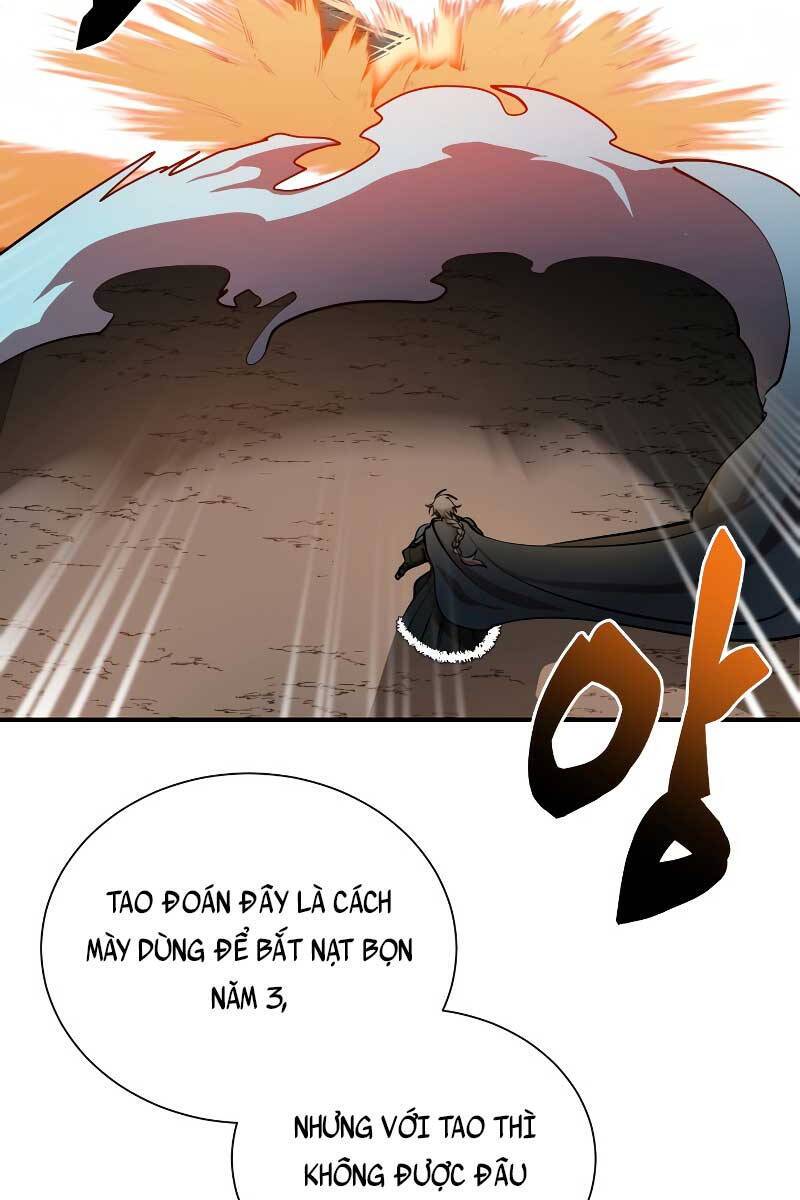 앙
TAO ĐOÁN ĐÂY LÀ CÁCH
MÀY DÙNG ĐỂ BẮT NẠT BỌN
NĂM 3,
NHƯNG VỚI TAO THÌ
KHÔNG ĐƯỢC ĐÂU